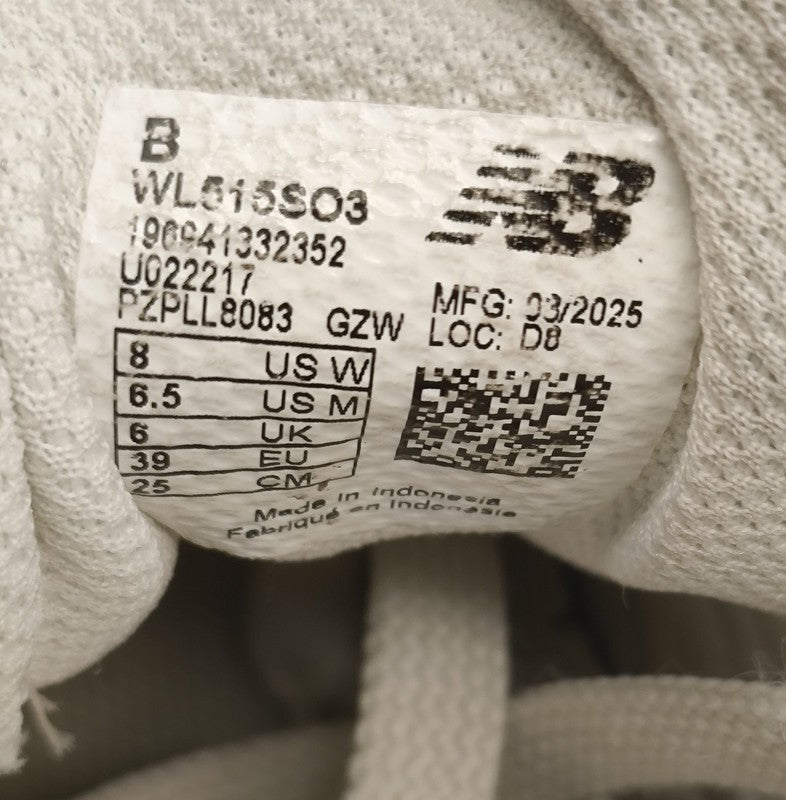 B
WL515SO3
196941332352
U022217
PZPLL8083 GZW
NB
MFG: 03/2025
LOC: D8
8 US W
6.5 US M
6 UK
39 EU
25 CM
Made in Indonesia
Fabriqué en Indonésie